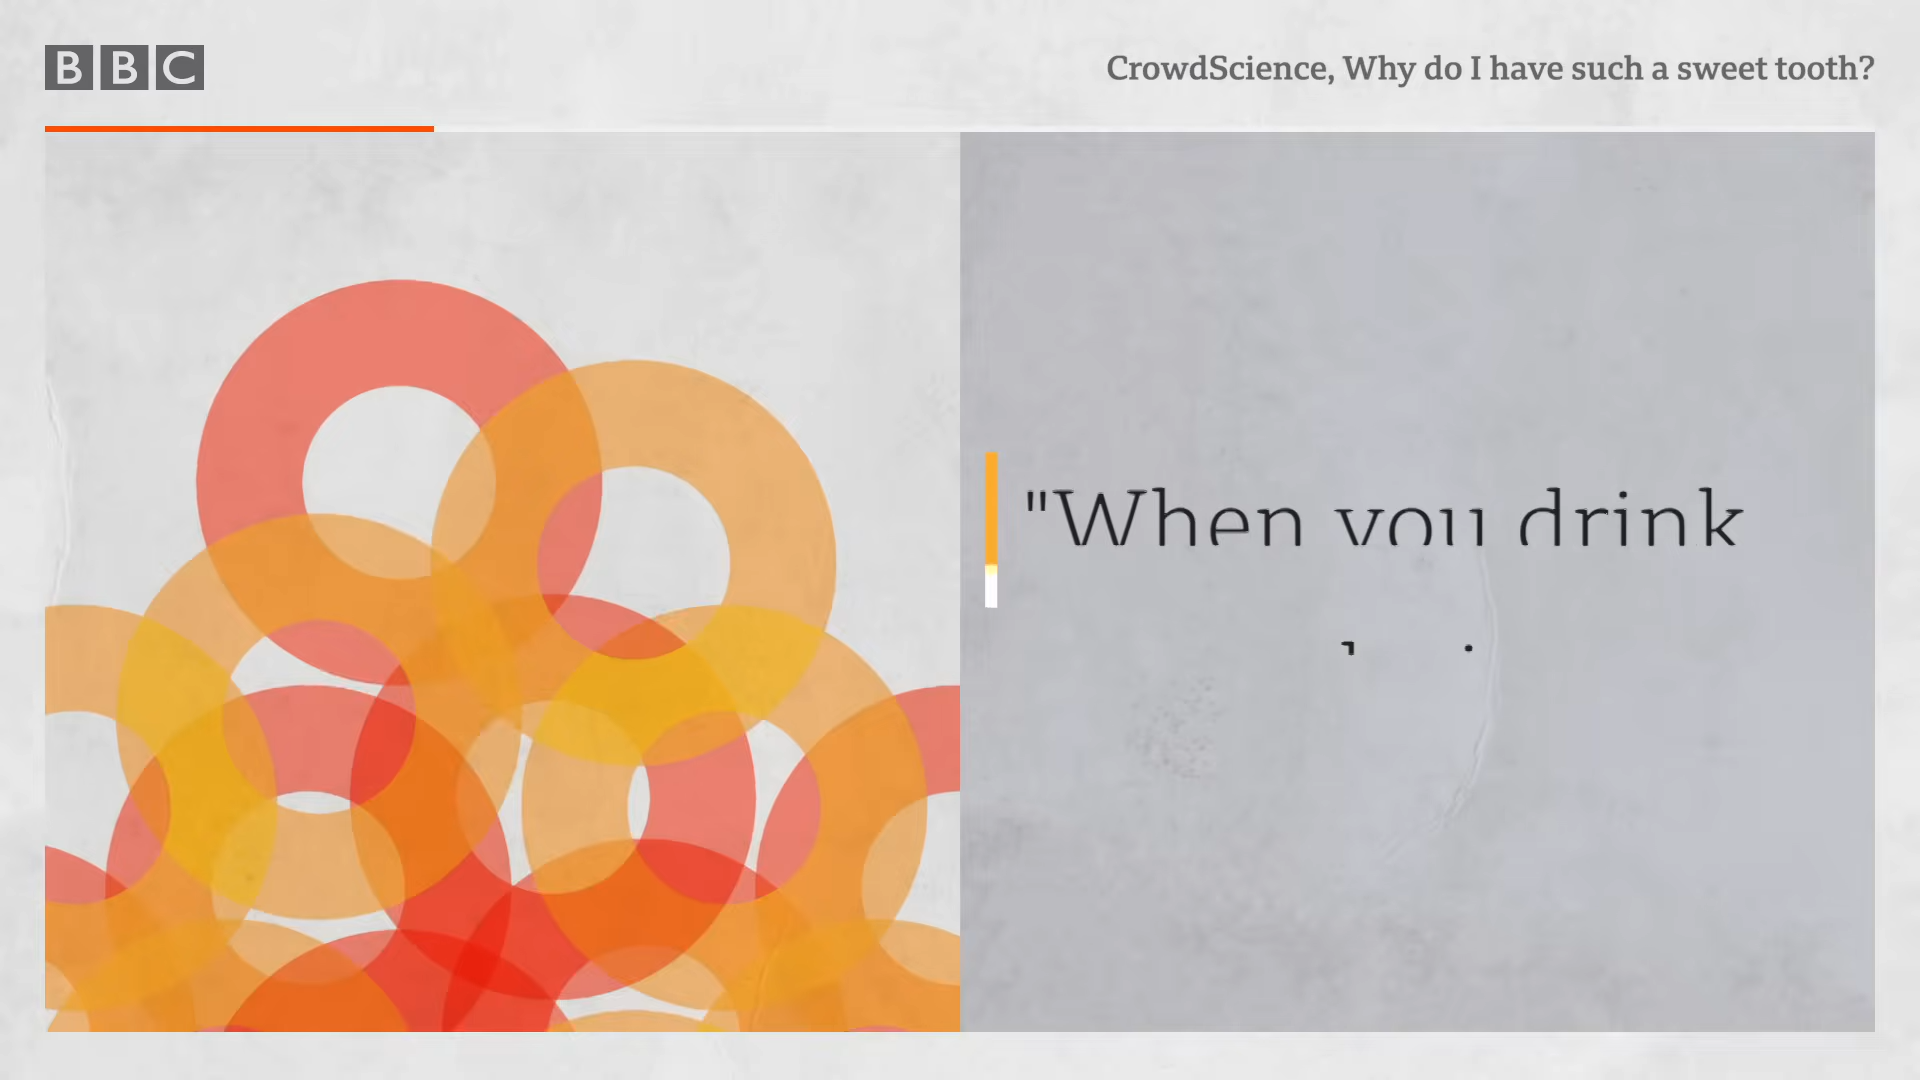 BBC
CrowdScience, Why do I have such a sweet tooth?
"When you drink